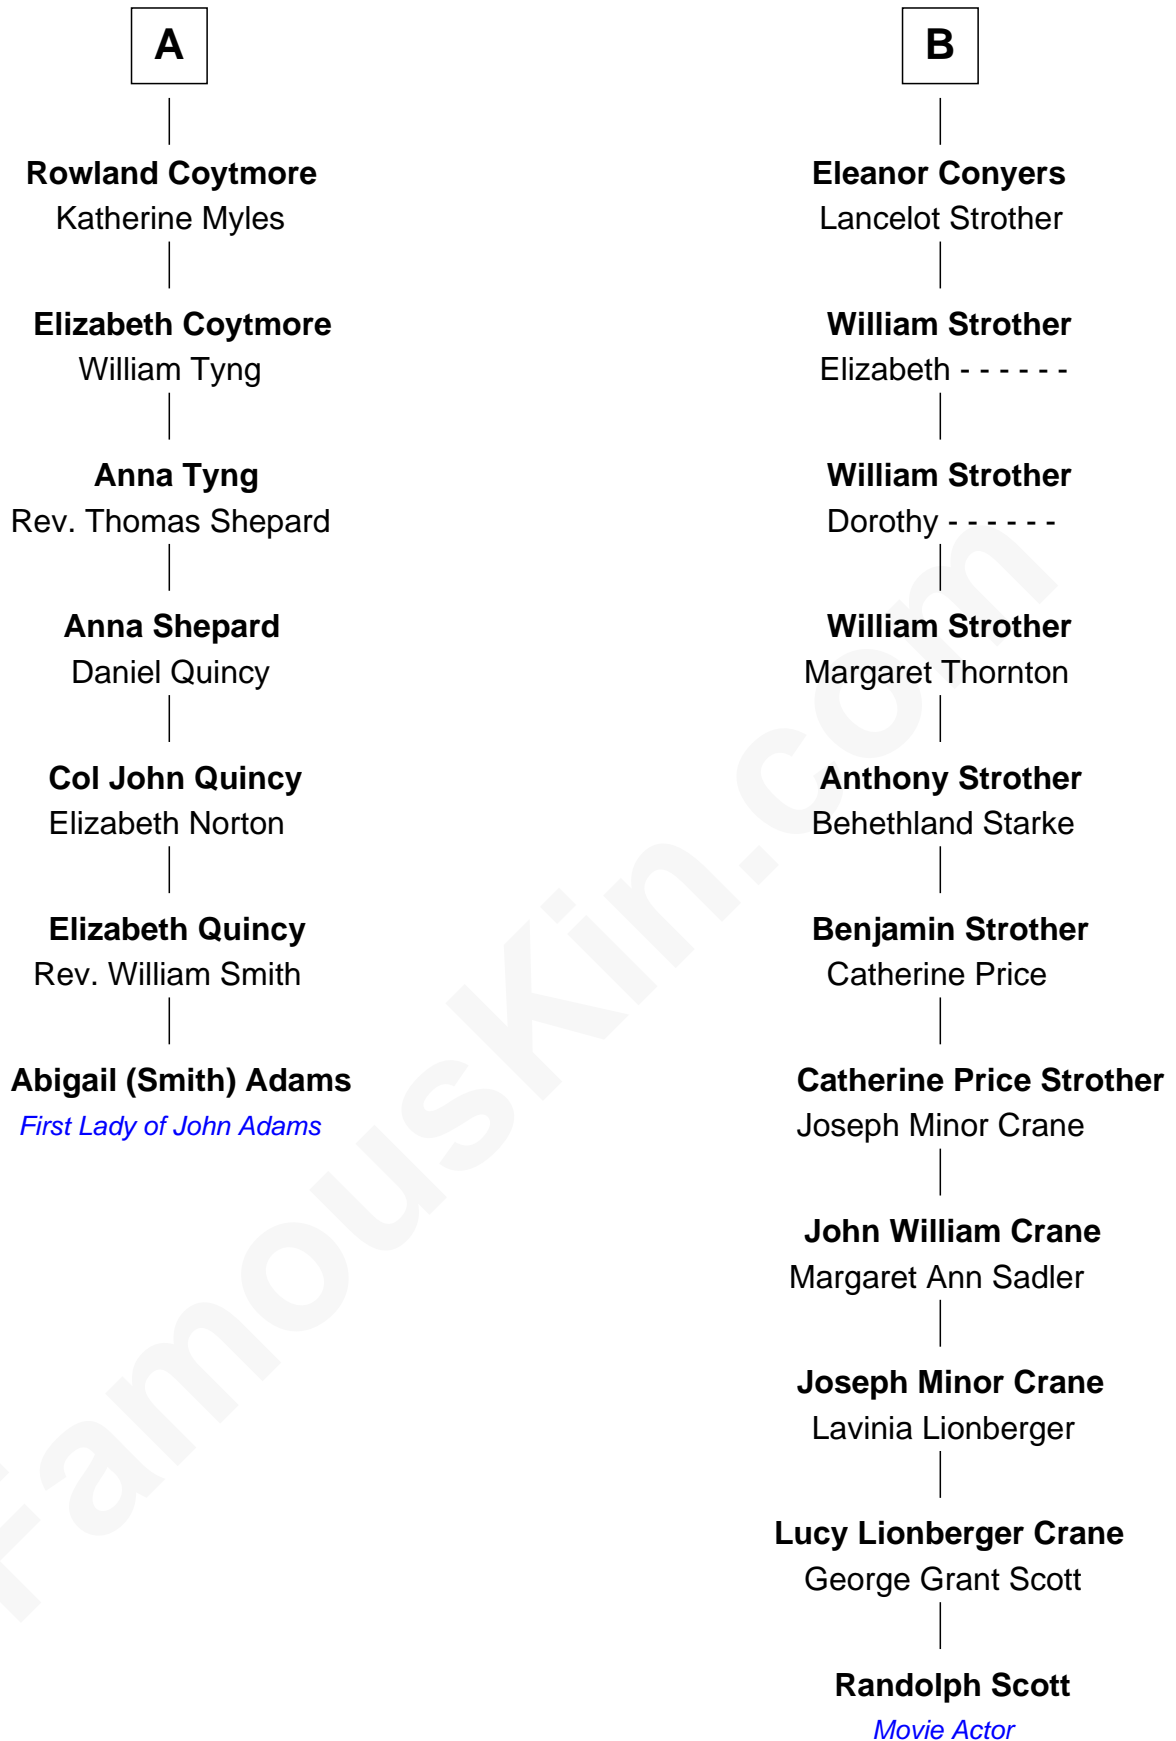 A
Rowland Coytmore
Katherine Myles
Elizabeth Coytmore
William Tyng
Anna Tyng
Rev. Thomas Shepard
Anna Shepard
Daniel Quincy
Col John Quincy
Elizabeth Norton
Elizabeth Quincy
Rev. William Smith
Abigail (Smith) Adams
First Lady of John Adams
B
Eleanor Conyers
Lancelot Strother
William Strother
Elizabeth - - - - - -
William Strother
Dorothy - - - - - -
William Strother
Margaret Thornton
Anthony Strother
Behethland Starke
Benjamin Strother
Catherine Price
Catherine Price Strother
Joseph Minor Crane
John William Crane
Margaret Ann Sadler
Joseph Minor Crane
Lavinia Lionberger
Lucy Lionberger Crane
George Grant Scott
Randolph Scott
Movie Actor
FamousKin.com